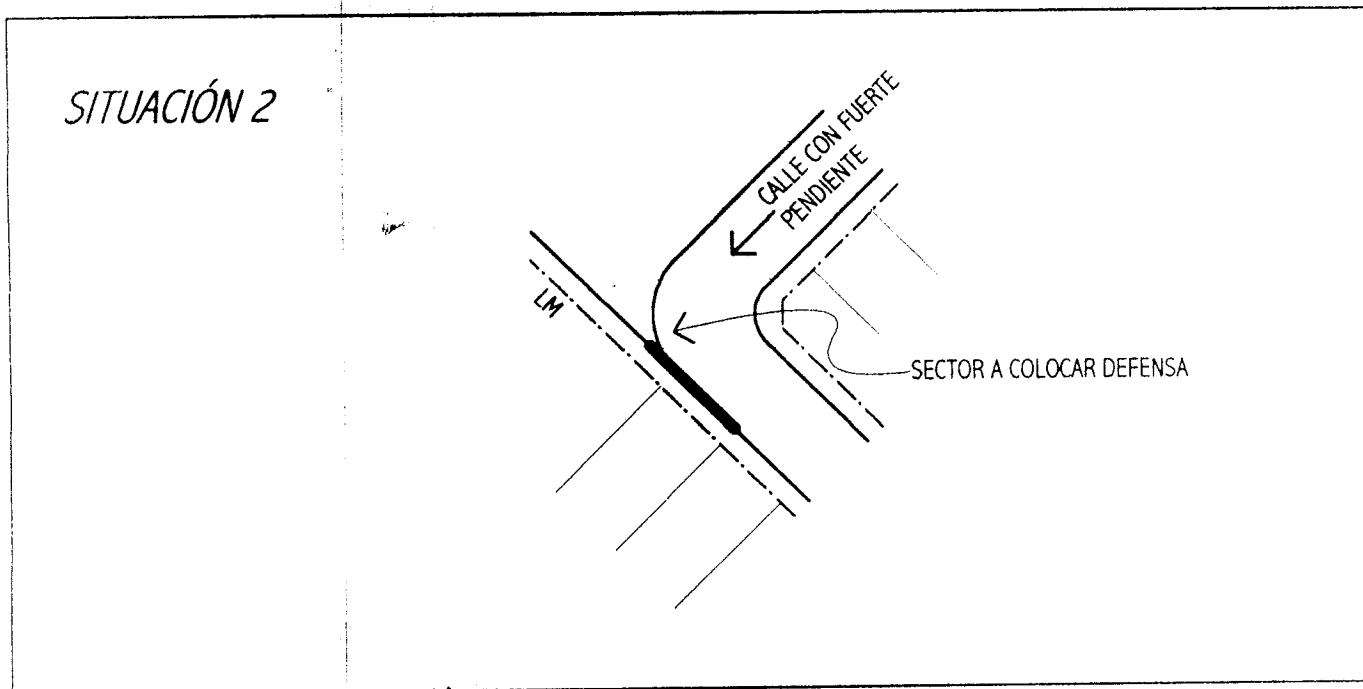 SITUACIÓN 2
CALLE CON FUERTE
PENDIENTE
LM
SECTOR A COLOCAR DEFENSA